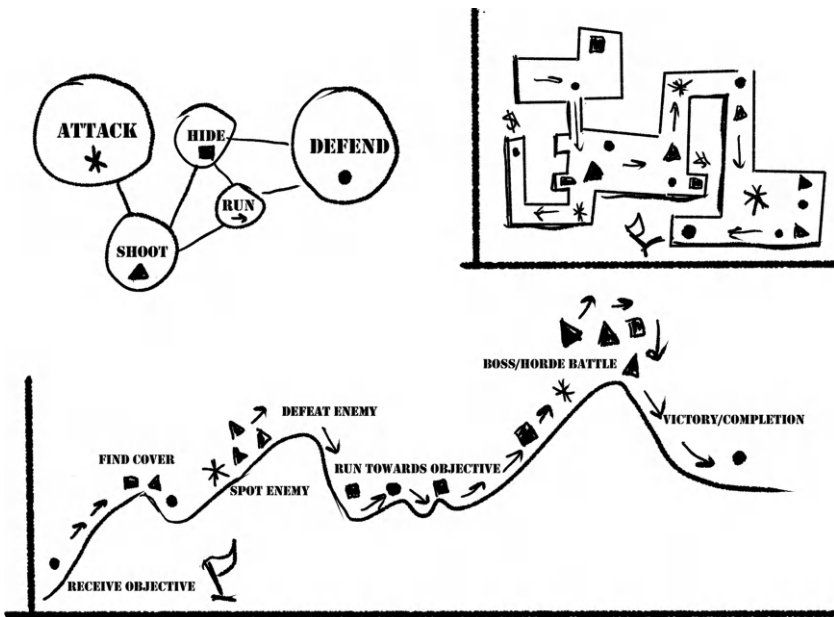 ATTACK
HIDE
DEFEND
RUN
SHOOT
$
BOSS/HORDE BATTLE
DEFEAT ENEMY
VICTORY/COMPLETION
FIND COVER
RUN TOWARDS OBJECTIVE
SPOT ENEMY
RECEIVE OBJECTIVE